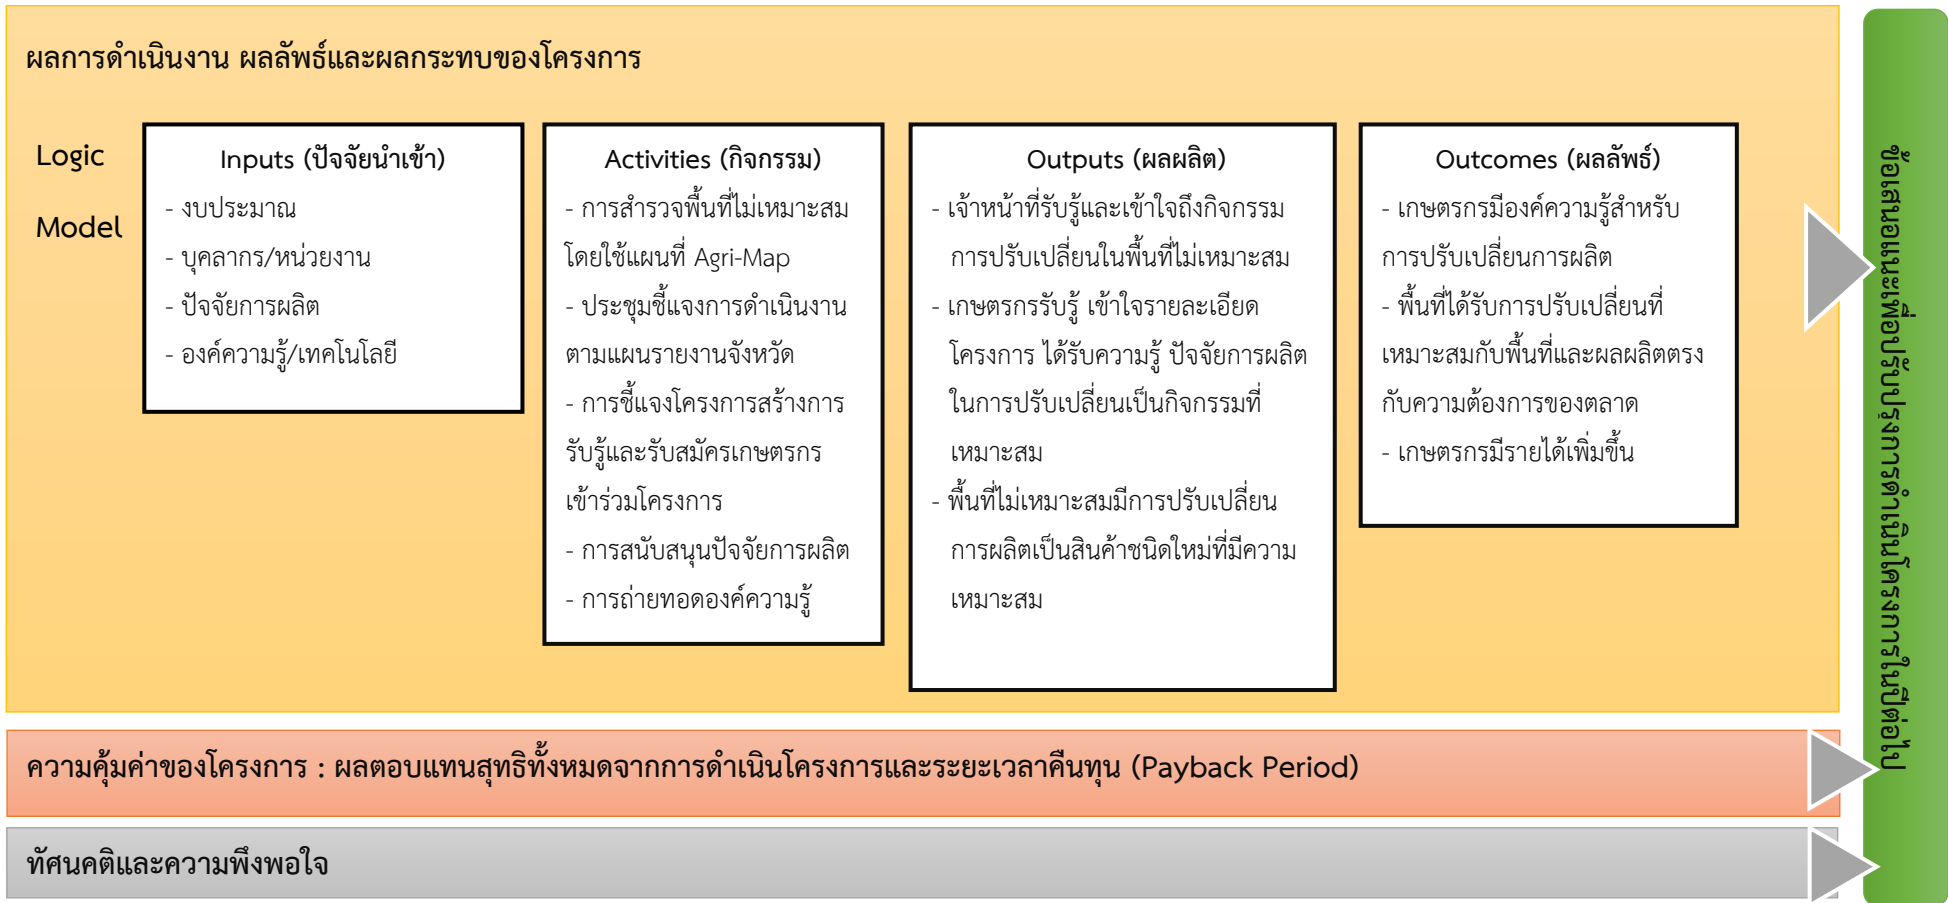 ผลการดำเนินงาน ผลลัพธ์และผลกระทบของโครงการ
Logic
Model
Inputs (ปัจจัยนำเข้า)
- งบประมาณ
- บุคลากร/หน่วยงาน
- ปัจจัยการผลิต
- องค์ความรู้/เทคโนโลยี
Activities (กิจกรรม)
- การสำรวจพื้นที่ไม่เหมาะสม
โดยใช้แผนที่ Agri-Map
- ประชุมชี้แจงการดำเนินงาน
ตามแผนรายงานจังหวัด
- การชี้แจงโครงการสร้างการ
รับรู้และรับสมัครเกษตรกร
เข้าร่วมโครงการ
- การสนับสนุนปัจจัยการผลิต
- การถ่ายทอดองค์ความรู้
Outputs (ผลผลิต)
- เจ้าหน้าที่รับรู้และเข้าใจถึงกิจกรรม
การปรับเปลี่ยนในพื้นที่ไม่เหมาะสม
- เกษตรกรรับรู้ เข้าใจรายละเอียด
โครงการ ได้รับความรู้ ปัจจัยการผลิต
ในการปรับเปลี่ยนเป็นกิจกรรมที่
เหมาะสม
- พื้นที่ไม่เหมาะสมมีการปรับเปลี่ยน
การผลิตเป็นสินค้าชนิดใหม่ที่มีความ
เหมาะสม
Outcomes (ผลลัพธ์)
- เกษตรกรมีองค์ความรู้สำหรับ
การปรับเปลี่ยนการผลิต
- พื้นที่ได้รับการปรับเปลี่ยนที่
เหมาะสมกับพื้นที่และผลผลิตตรง
กับความต้องการของตลาด
- เกษตรกรมีรายได้เพิ่มขึ้น
ความคุ้มค่าของโครงการ : ผลตอบแทนสุทธิทั้งหมดจากการดำเนินโครงการและระยะเวลาคืนทุน (Payback Period)
ทัศนคติและความพึงพอใจ
ข้อเสนอแนะเพื่อปรับปรุงการดำเนินโครงการในปีต่อไป